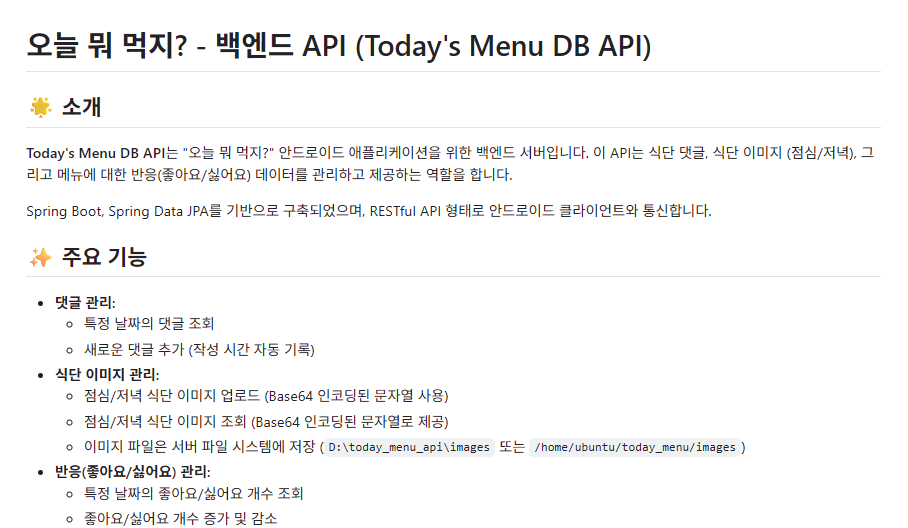 오늘 뭐 먹지? - 백엔드 API (Today's Menu DB API)
🌟 소개
Today's Menu DB API는 "오늘 뭐 먹지?" 안드로이드 애플리케이션을 위한 백엔드 서버입니다. 이 API는 식단 댓글, 식단 이미지 (점심/저녁), 그
리고 메뉴에 대한 반응(좋아요/싫어요) 데이터를 관리하고 제공하는 역할을 합니다.
Spring Boot, Spring Data JPA를 기반으로 구축되었으며, RESTful API 형태로 안드로이드 클라이언트와 통신합니다.
✨ 주요 기능
• 댓글 관리:
◦ 특정 날짜의 댓글 조회
◦ 새로운 댓글 추가 (작성 시간 자동 기록)
• 식단 이미지 관리:
◦ 점심/저녁 식단 이미지 업로드 (Base64 인코딩된 문자열 사용)
◦ 점심/저녁 식단 이미지 조회 (Base64 인코딩된 문자열로 제공)
◦ 이미지 파일은 서버 파일 시스템에 저장 ( D:\today_menu_api\images 또는 /home/ubuntu/today_menu/images )
• 반응(좋아요/싫어요) 관리:
◦ 특정 날짜의 좋아요/싫어요 개수 조회
◦ 좋아요/싫어요 개수 증가 및 감소